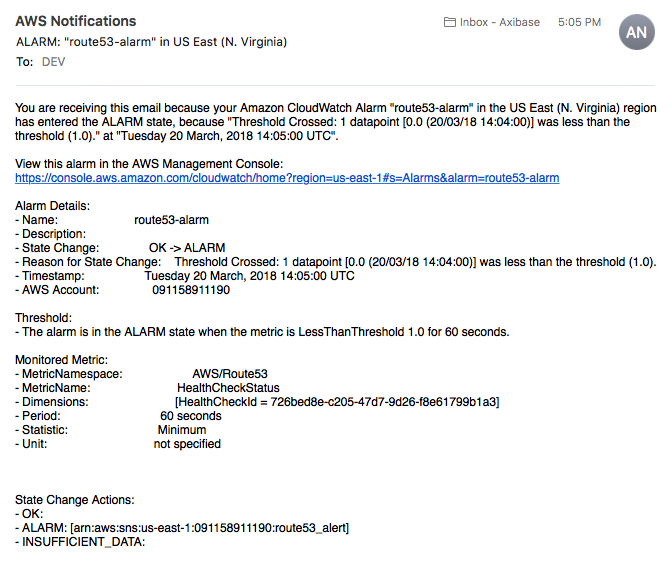 AWS Notifications
Inbox - Axibase 5:05 PM
AN
ALARM: "route53-alarm" in US East (N. Virginia)
To: DEV
You are receiving this email because your Amazon CloudWatch Alarm "route53-alarm" in the US East (N. Virginia) region
has entered the ALARM state, because "Threshold Crossed: 1 datapoint [0.0 (20/03/18 14:04:00)] was less than the
threshold (1.0)." at "Tuesday 20 March, 2018 14:05:00 UTC".
View this alarm in the AWS Management Console:
https://console.aws.amazon.com/cloudwatch/home?region=us-east-1#s=Alarms&alarm=route53-alarm
Alarm Details:
- Name: route53-alarm
- Description:
- State Change: OK -> ALARM
- Reason for State Change: Threshold Crossed: 1 datapoint [0.0 (20/03/18 14:04:00)] was less than the threshold (1.0).
- Timestamp: Tuesday 20 March, 2018 14:05:00 UTC
- AWS Account: 091158911190
Threshold:
- The alarm is in the ALARM state when the metric is LessThanThreshold 1.0 for 60 seconds.
Monitored Metric:
- MetricNamespace: AWS/Route53
- MetricName: HealthCheckStatus
- Dimensions: [HealthCheckId = 726bed8e-c205-47d7-9d26-f8e61799b1a3]
- Period: 60 seconds
- Statistic: Minimum
- Unit: not specified
State Change Actions:
- OK:
- ALARM: [arn:aws:sns:us-east-1:091158911190:route53_alert]
- INSUFFICIENT_DATA: